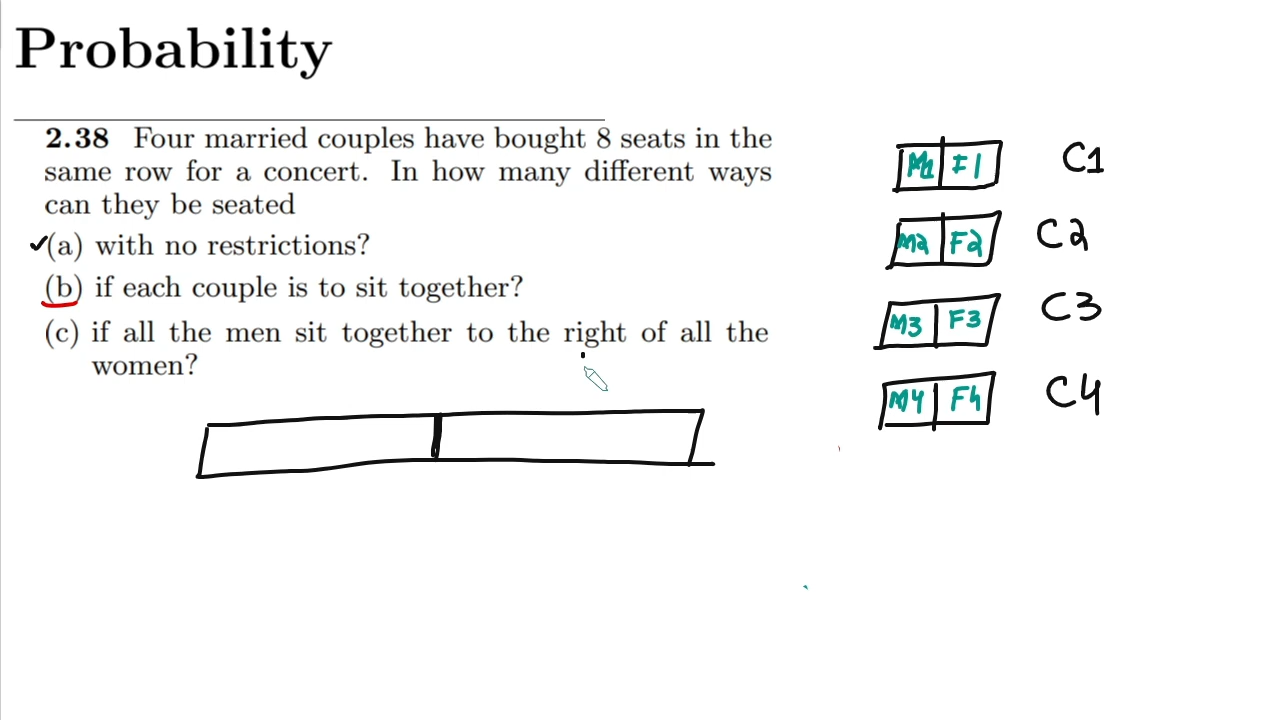 Probability
2.38 Four married couples have bought 8 seats in the
same row for a concert. In how many different ways
can they be seated
✓(a) with no restrictions?
(b) if each couple is to sit together?
(c) if all the men sit together to the right of all the
women?
M1 F1 C1
M2 F2 C2
M3 F3 C3
M4 F4 C4